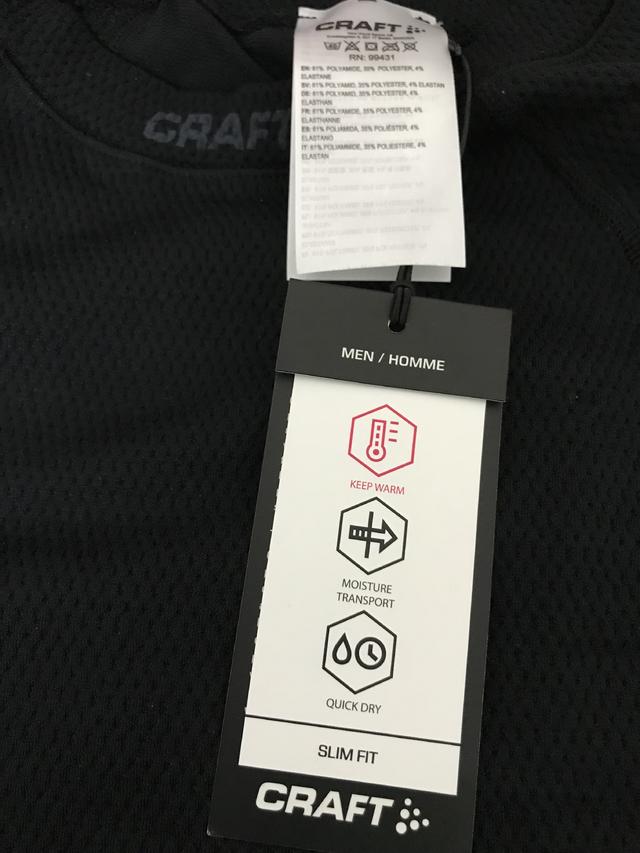 CRAFT
RN: 99431
EN: 61% POLYAMIDE, 35% POLYESTER, 4%
ELASTANE
SV: 61% POLYAMID, 35% POLYESTER, 4% ELASTAN
DE: 61% POLYAMID, 35% POLYESTER, 4%
ELASTHAN
FR: 61% POLYAMIDE, 35% POLYESTER, 4%
ELASTHANNE
ES: 61% POLIAMIDA, 35% POLIÉSTER, 4%
ELASTANO
IT: 61% POLIAMMIDE, 35% POLIESTERE, 4%
ELASTAN
CRAFT
MEN / HOMME
KEEP WARM
MOISTURE
TRANSPORT
QUICK DRY
SLIM FIT
CRAFT